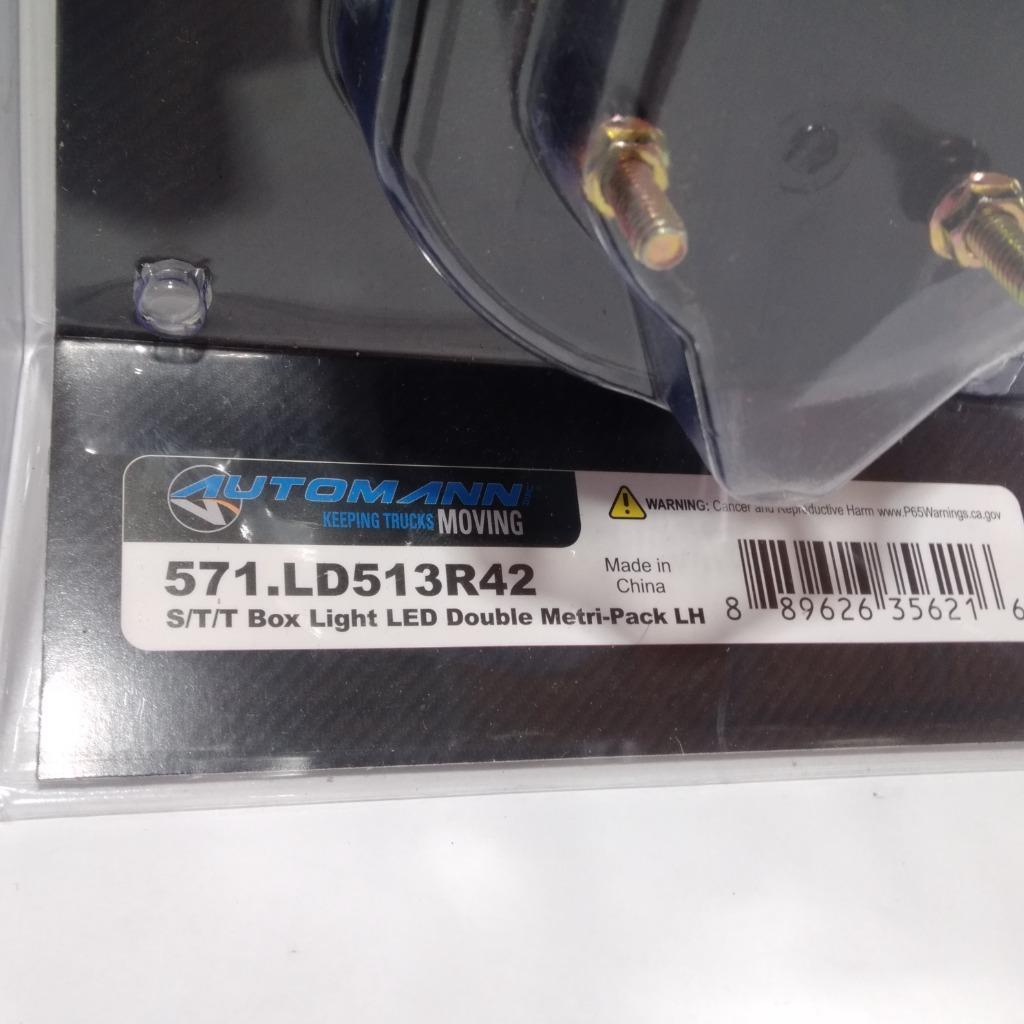 AUTOMANN
KEEPING TRUCKS MOVING
WARNING: Cancer and Reproductive Harm www.P65Warnings.ca.gov
571.LD513R42
Made in
China
S/T/T Box Light LED Double Metri-Pack LH
8 89626 35621 6